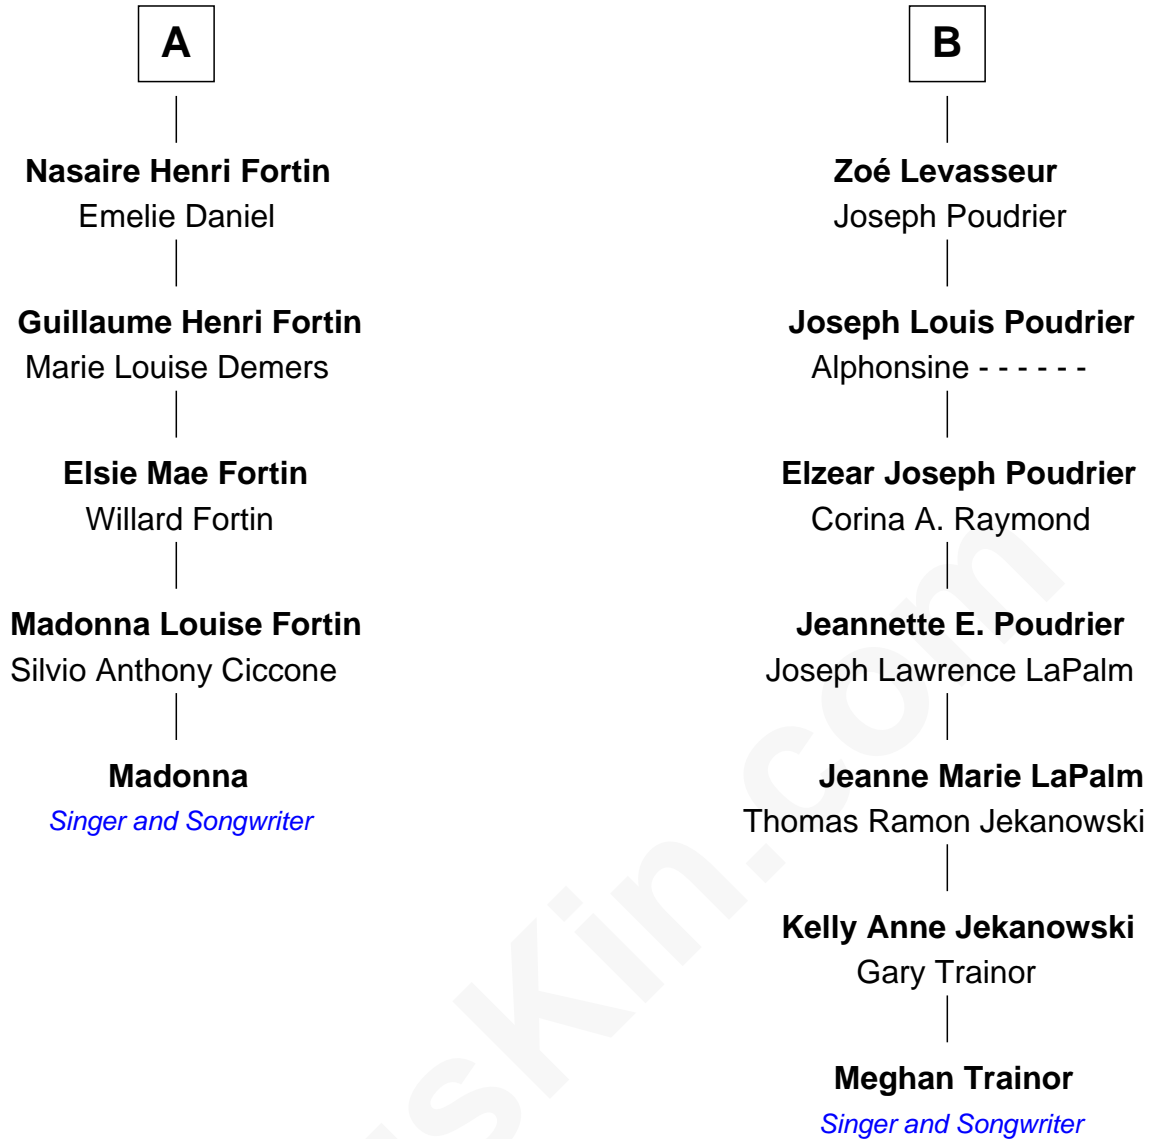 A
Nasaire Henri Fortin
Emelie Daniel
Guillaume Henri Fortin
Marie Louise Demers
Elsie Mae Fortin
Willard Fortin
Madonna Louise Fortin
Silvio Anthony Ciccone
Madonna
Singer and Songwriter
B
Zoé Levasseur
Joseph Poudrier
Joseph Louis Poudrier
Alphonsine - - - - - -
Elzear Joseph Poudrier
Corina A. Raymond
Jeannette E. Poudrier
Joseph Lawrence LaPalm
Jeanne Marie LaPalm
Thomas Ramon Jekanowski
Kelly Anne Jekanowski
Gary Trainor
Meghan Trainor
Singer and Songwriter